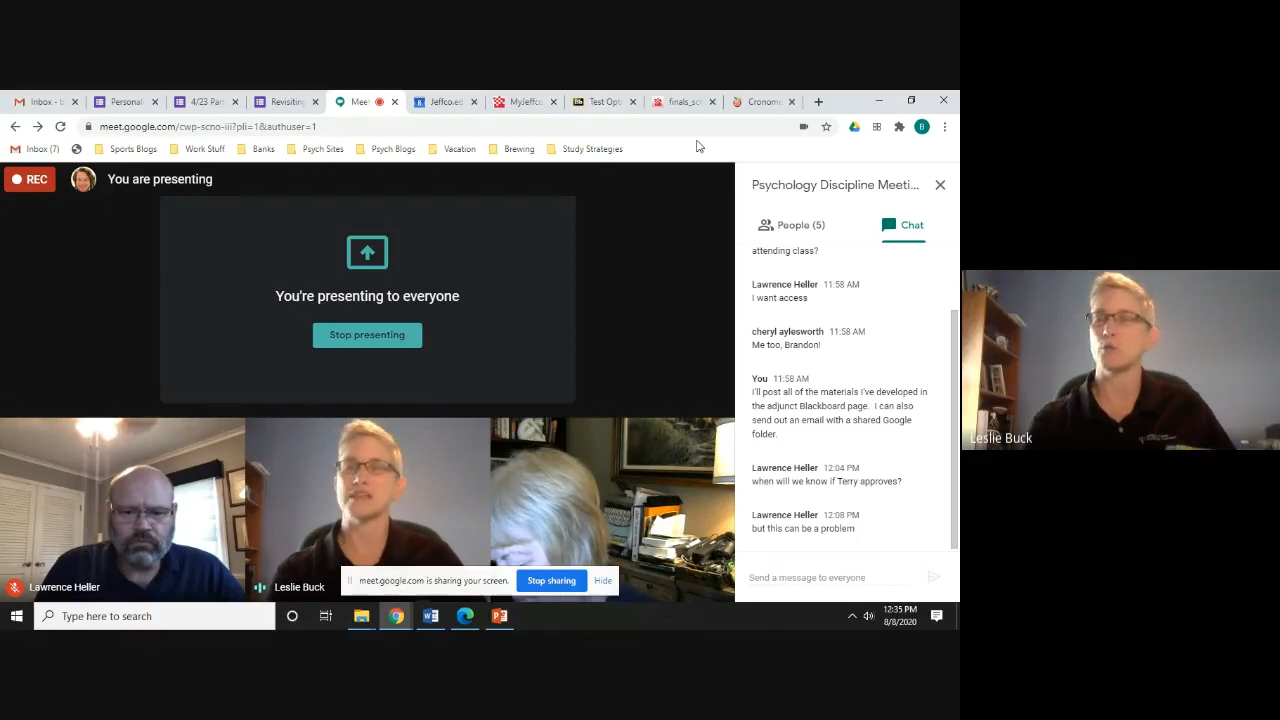 Inbox - b
Personali
4/23 Par
Revisiting
Mee
Jeffco.ed
MyJeffc
Test Opt
finals_sc
Cronome
meet.google.com/cwp-scno-iii?pli=1&authuser=1
B
Inbox (7)
Sports Blogs
Work Stuff
Banks
Psych Sites
Psych Blogs
Vacation
Brewing
Study Strategies
REC
You are presenting
You're presenting to everyone
Stop presenting
Psychology Discipline Meeti...
People (5)
Chat
attending class?
Lawrence Heller 11:58 AM
I want access
cheryl aylesworth 11:58 AM
Me too, Brandon!
You 11:58 AM
I'll post all of the materials I've developed in
the adjunct Blackboard page. I can also
send out an email with a shared Google
folder.
Lawrence Heller 12:04 PM
when will we know if Terry approves?
Lawrence Heller 12:08 PM
but this can be a problem
Send a message to everyone
Lawrence Heller
Leslie Buck
meet.google.com is sharing your screen.
Stop sharing
Hide
Leslie Buck
Type here to search
12:35 PM
8/8/2020